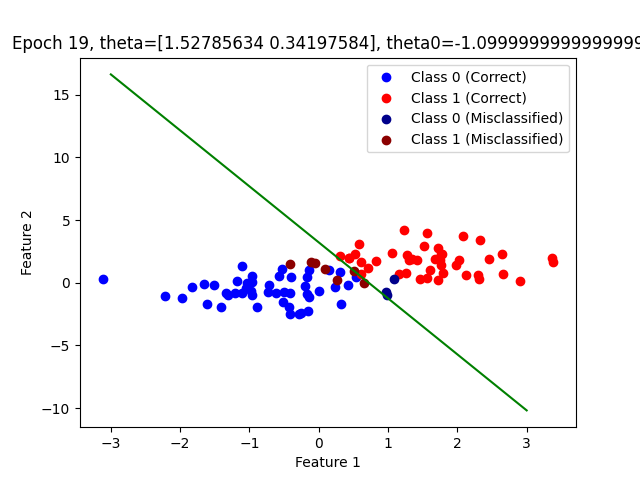 Epoch 19, theta=[1.52785634 0.34197584], theta0=-1.0999999999999999
Class 0 (Correct)
Class 1 (Correct)
Class 0 (Misclassified)
Class 1 (Misclassified)
15
10
5
0
−5
−10
Feature 2
−3 −2 −1 0 1 2 3
Feature 1